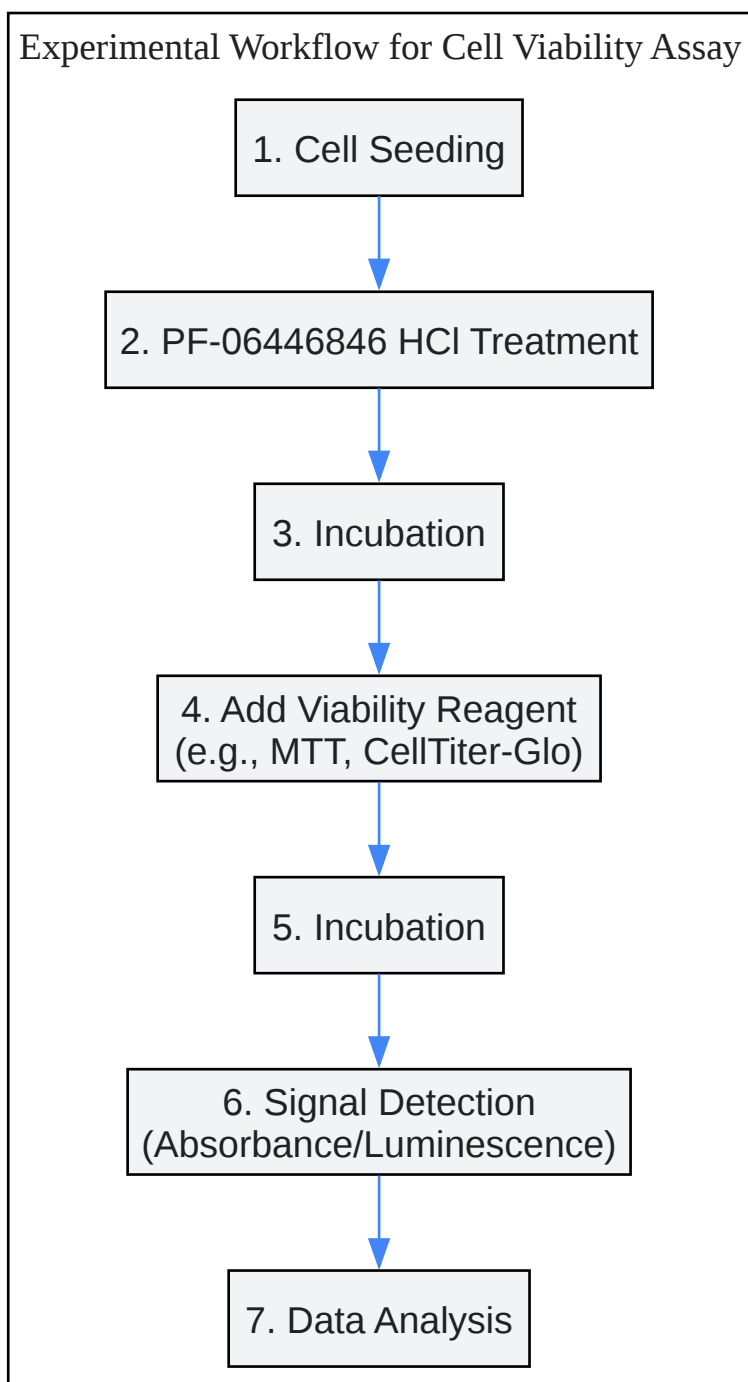 Experimental Workflow for Cell Viability Assay
1. Cell Seeding
2. PF-06446846 HCl Treatment
3. Incubation
4. Add Viability Reagent
(e.g., MTT, CellTiter-Glo)
5. Incubation
6. Signal Detection
(Absorbance/Luminescence)
7. Data Analysis